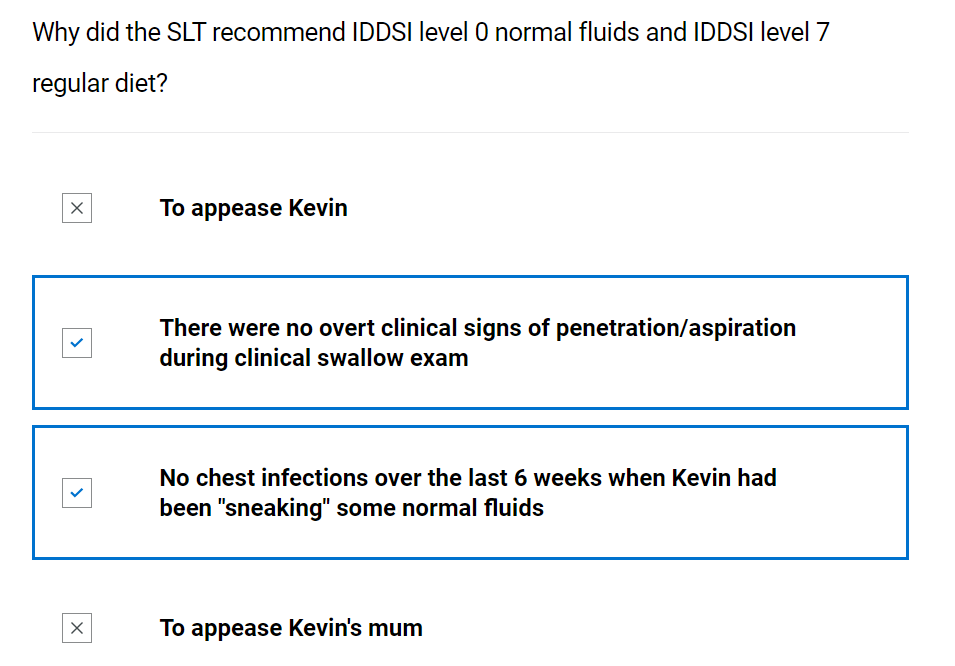 Why did the SLT recommend IDDSI level 0 normal fluids and IDDSI level 7
regular diet?
To appease Kevin
There were no overt clinical signs of penetration/aspiration
during clinical swallow exam
No chest infections over the last 6 weeks when Kevin had
been "sneaking" some normal fluids
To appease Kevin's mum